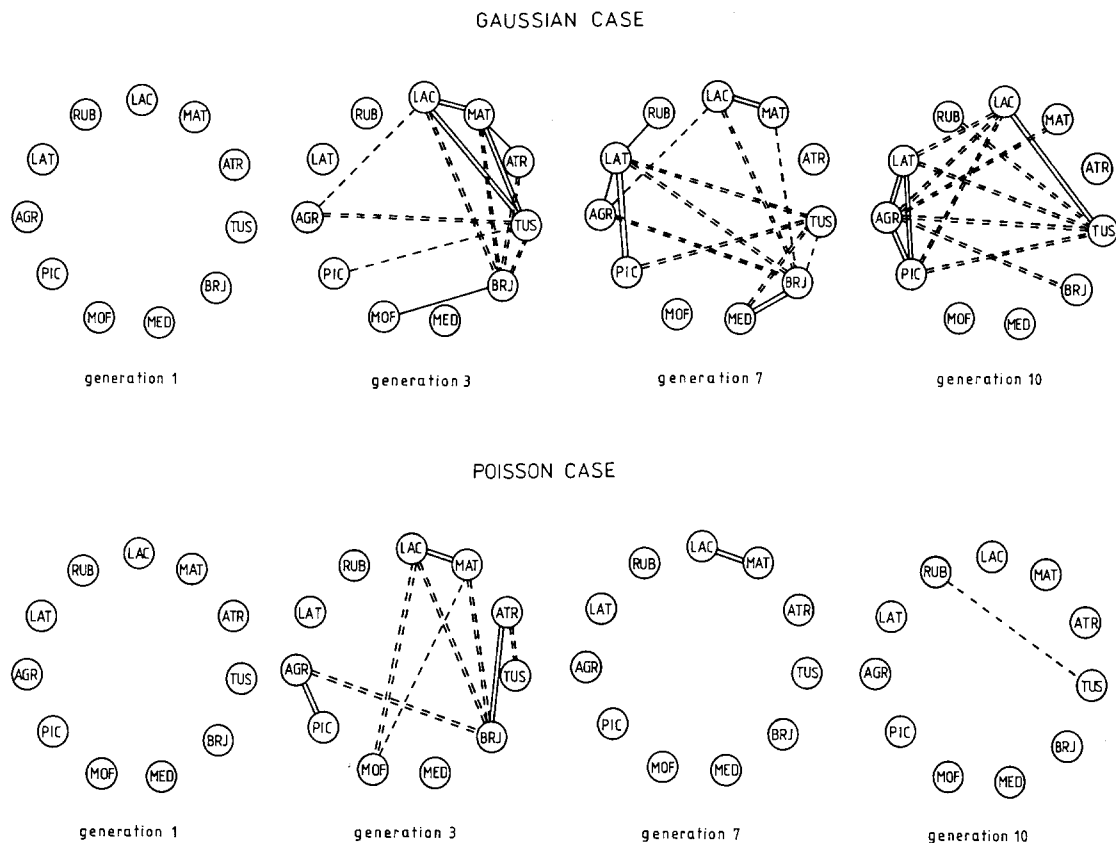 GAUSSIAN CASE
LAC
RUB
MAT
LAT
ATR
AGR
TUS
PIC
BRJ
MOF
MED
generation 1
LAC
RUB
MAT
LAT
ATR
AGR
TUS
PIC
BRJ
MOF
MED
generation 3
LAC
RUB
MAT
LAT
ATR
AGR
TUS
PIC
BRJ
MOF
MED
generation 7
LAC
RUB
MAT
LAT
ATR
AGR
TUS
PIC
BRJ
MOF
MED
generation 10
POISSON CASE
LAC
RUB
MAT
LAT
ATR
AGR
TUS
PIC
BRJ
MOF
MED
generation 1
LAC
RUB
MAT
LAT
ATR
AGR
TUS
PIC
BRJ
MOF
MED
generation 3
LAC
RUB
MAT
LAT
ATR
AGR
TUS
PIC
BRJ
MOF
MED
generation 7
LAC
RUB
MAT
LAT
ATR
AGR
TUS
PIC
BRJ
MOF
MED
generation 10